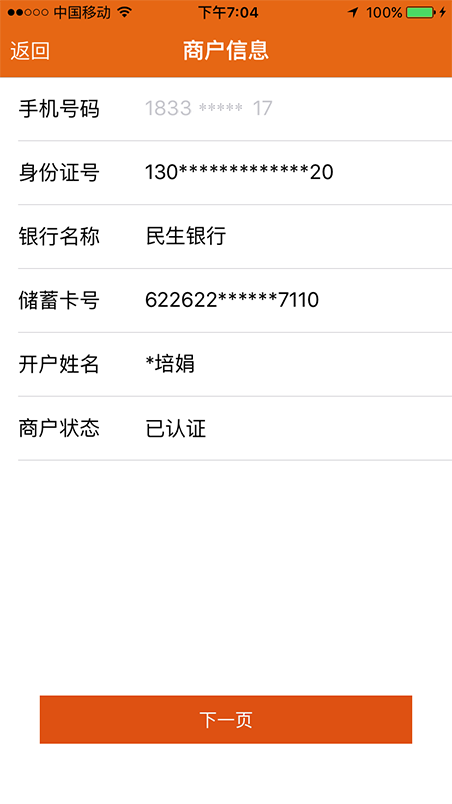 中国移动 下午7:04 100%
返回 商户信息
手机号码 1833 ***** 17
身份证号 130*************20
银行名称 民生银行
储蓄卡号 622622******7110
开户姓名 *培娟
商户状态 已认证
下一页